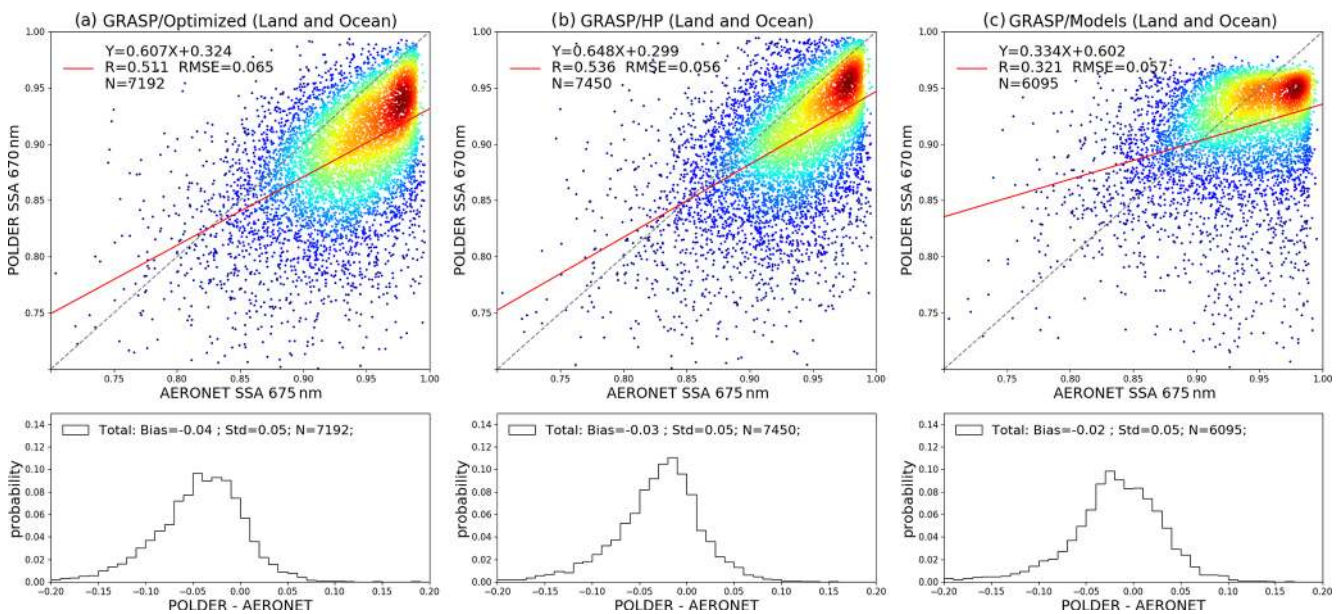 (a) GRASP/Optimized (Land and Ocean)
Y=0.607X+0.324
R=0.511 RMSE=0.065
N=7192
1.00
0.95
0.90
0.85
0.80
0.75
POLDER SSA 670 nm
0.75 0.80 0.85 0.90 0.95 1.00
AERONET SSA 675 nm
(b) GRASP/HP (Land and Ocean)
Y=0.648X+0.299
R=0.536 RMSE=0.056
N=7450
1.00
0.95
0.90
0.85
0.80
0.75
POLDER SSA 670 nm
0.75 0.80 0.85 0.90 0.95 1.00
AERONET SSA 675 nm
(c) GRASP/Models (Land and Ocean)
Y=0.334X+0.602
R=0.321 RMSE=0.057
N=6095
1.00
0.95
0.90
0.85
0.80
0.75
POLDER SSA 670 nm
0.75 0.80 0.85 0.90 0.95 1.00
AERONET SSA 675 nm
Total: Bias=-0.04 ; Std=0.05; N=7192;
0.14
0.12
0.10
0.08
0.06
0.04
0.02
0.00
probability
−0.20 −0.15 −0.10 −0.05 0.00 0.05 0.10 0.15 0.20
POLDER - AERONET
Total: Bias=-0.03 ; Std=0.05; N=7450;
0.14
0.12
0.10
0.08
0.06
0.04
0.02
0.00
probability
−0.20 −0.15 −0.10 −0.05 0.00 0.05 0.10 0.15 0.20
POLDER - AERONET
Total: Bias=-0.02 ; Std=0.05; N=6095;
0.14
0.12
0.10
0.08
0.06
0.04
0.02
0.00
probability
−0.20 −0.15 −0.10 −0.05 0.00 0.05 0.10 0.15 0.20
POLDER - AERONET